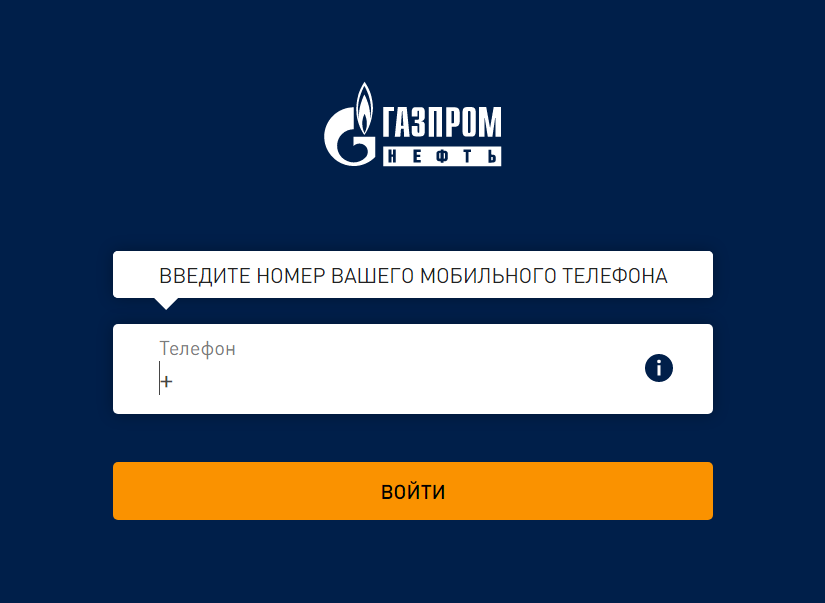 ГАЗПРОМ
НЕФТЬ
ВВЕДИТЕ НОМЕР ВАШЕГО МОБИЛЬНОГО ТЕЛЕФОНА
Телефон
+
i
ВОЙТИ